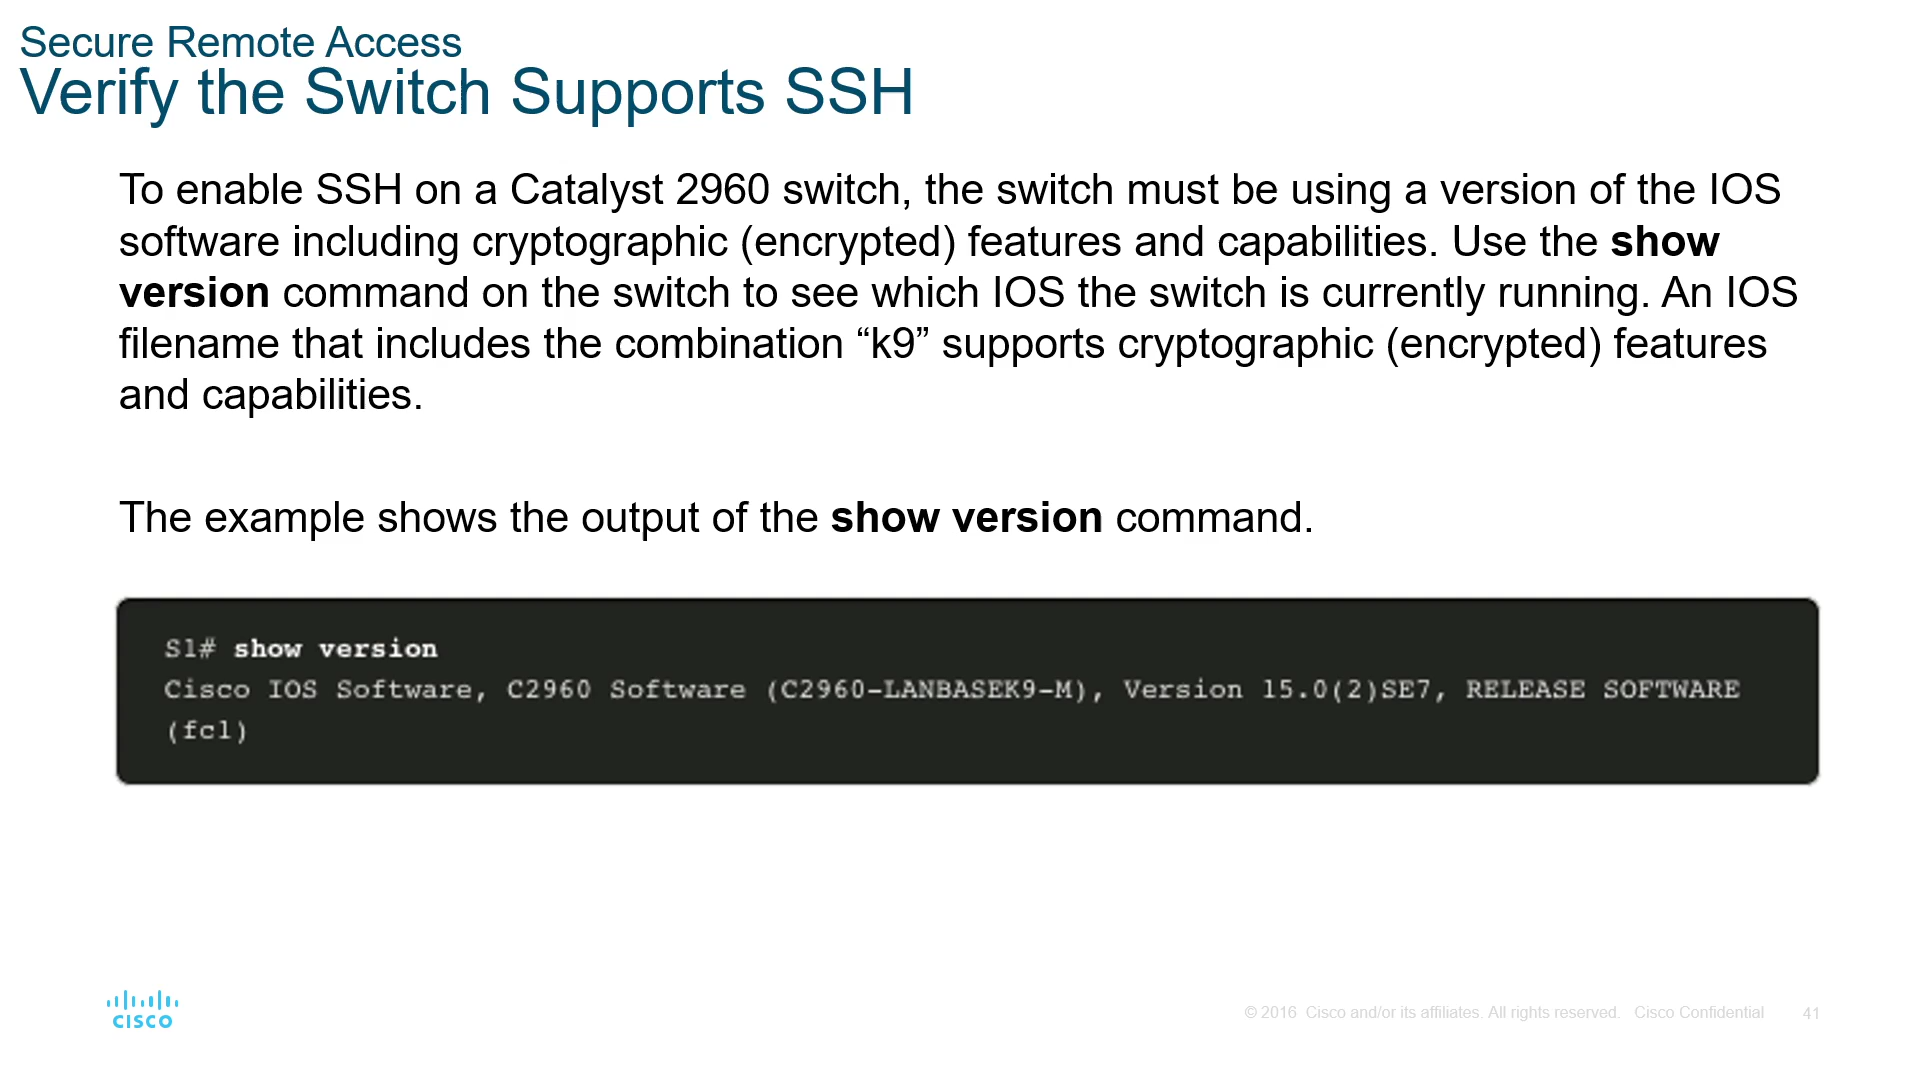 Secure Remote Access
Verify the Switch Supports SSH
To enable SSH on a Catalyst 2960 switch, the switch must be using a version of the IOS
software including cryptographic (encrypted) features and capabilities. Use the show
version command on the switch to see which IOS the switch is currently running. An IOS
filename that includes the combination “k9” supports cryptographic (encrypted) features
and capabilities.
The example shows the output of the show version command.
S1# show version
Cisco IOS Software, C2960 Software (C2960-LANBASEK9-M), Version 15.0(2)SE7, RELEASE SOFTWARE
(fc1)
CISCO
© 2016 Cisco and/or its affiliates. All rights reserved. Cisco Confidential 41